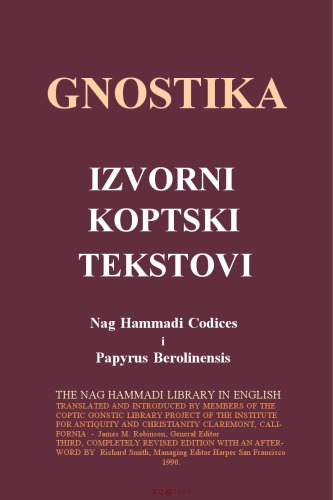 GNOSTIKA
IZVORNI
KOPTSKI
TEKSTOVI
Nag Hammadi Codices
i
Papyrus Berolinensis
THE NAG HAMMADI LIBRARY IN ENGLISH
TRANSLATED AND INTRODUCED BY MEMBERS OF THE
COPTIC GONSTIC LIBRARY PROJECT OF THE INSTITUTE
FOR ANTIQUITY AND CHRISTIANITY CLAREMONT, CALI-
FORNIA - James M. Robinson, General Editor
THIRD, COMPLETELY REVISED EDITION WITH AN AFTER-
WORD BY Richard Smith, Managing Editor Harper San Francisco
1990.